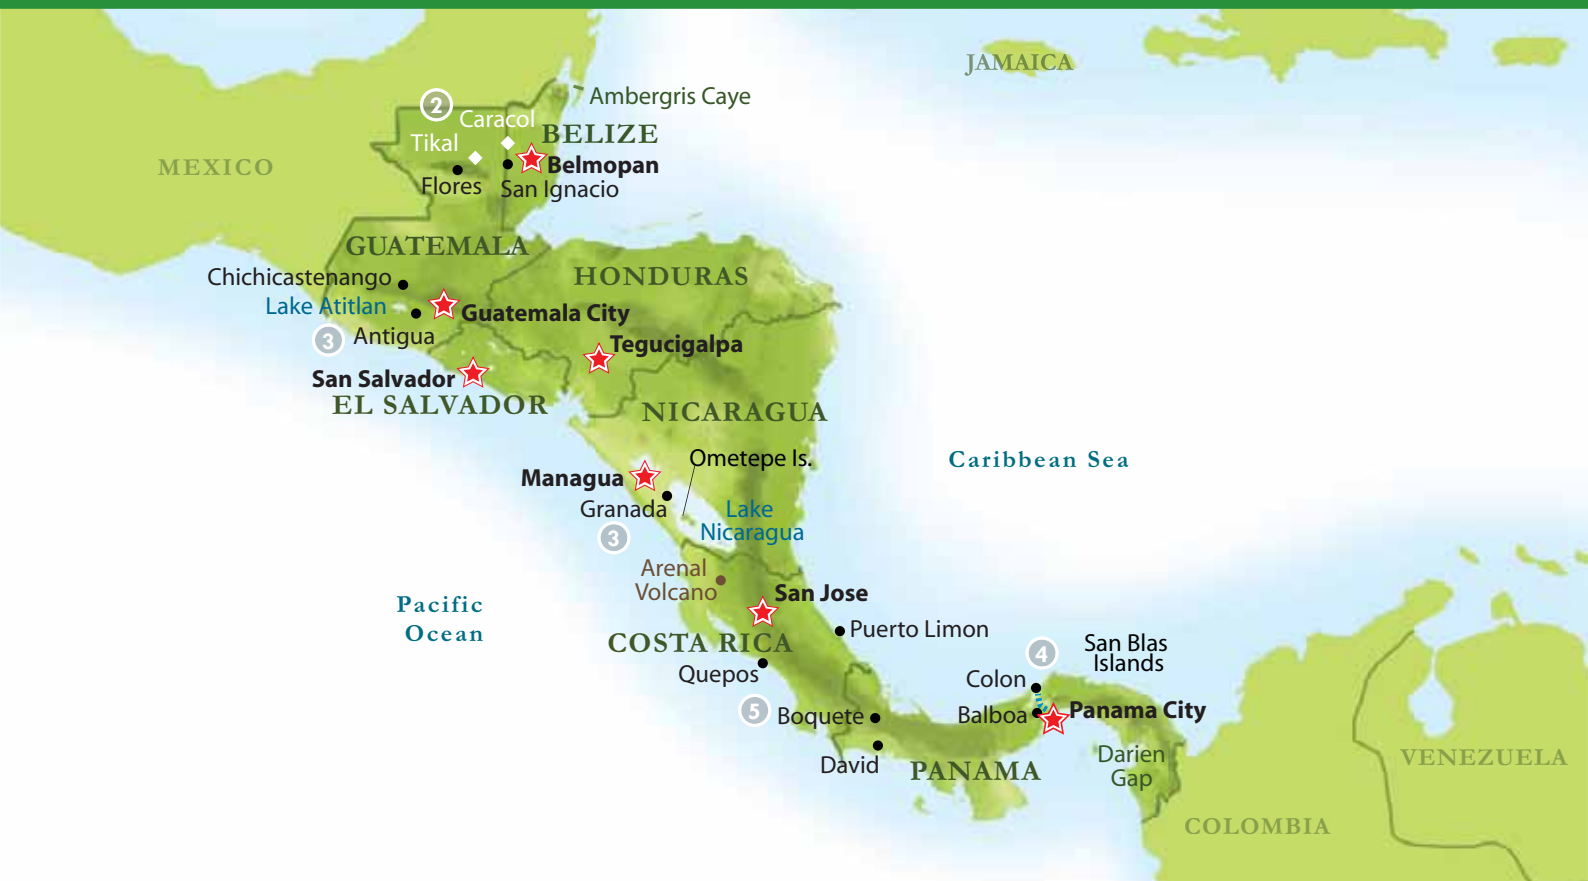 JAMAICA
Ambergris Caye
2
Caracol
BELIZE
Tikal
MEXICO
Belmopan
Flores
San Ignacio
GUATEMALA
HONDURAS
Chichicastenango
Lake Atitlan
Guatemala City
3
Antigua
Tegucigalpa
San Salvador
EL SALVADOR
NICARAGUA
Ometepe Is.
Caribbean Sea
Managua
Granada
Lake
Nicaragua
3
Arenal
Volcano
San Jose
Pacific
Ocean
Puerto Limon
COSTA RICA
4
San Blas
Islands
Quepos
Colon
5
Boquete
Balboa
Panama City
David
PANAMA
Darien
Gap
VENEZUELA
COLOMBIA